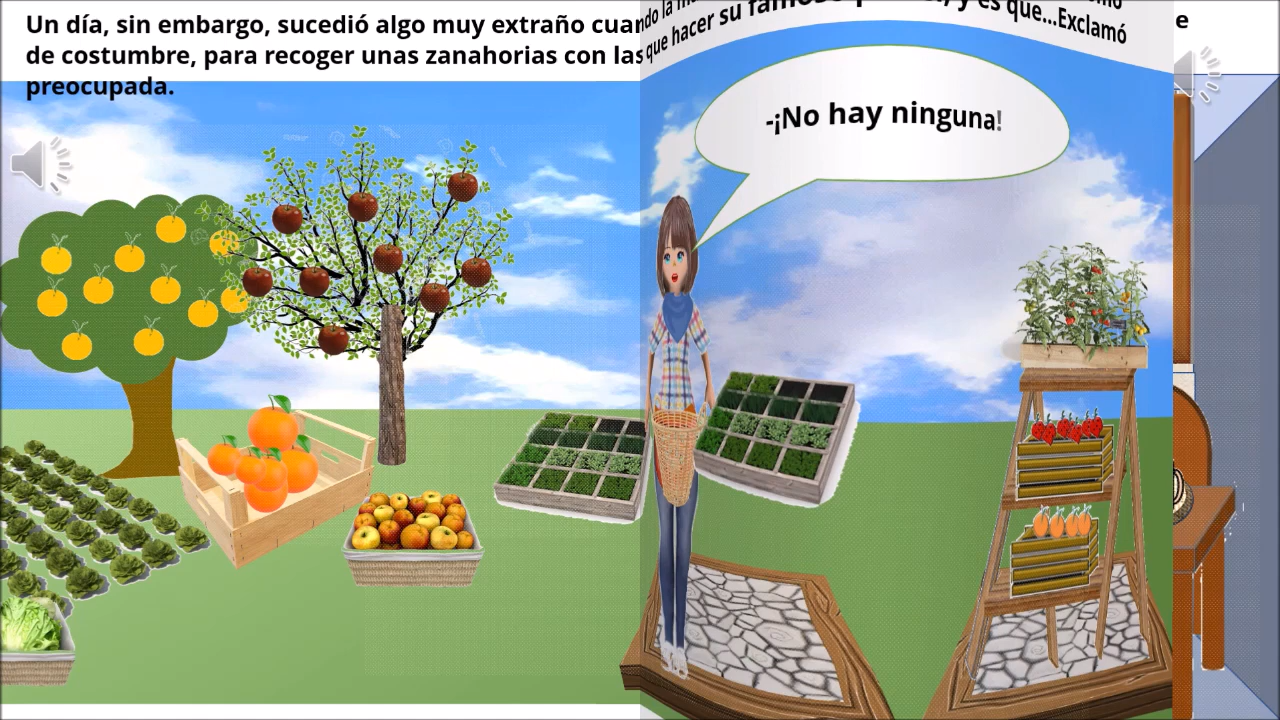 Un día, sin embargo, sucedió algo muy extraño cuan
de costumbre, para recoger unas zanahorias con las
preocupada.
que hacer su famoso
y es que...Exclamó
e
-¡No hay ninguna!